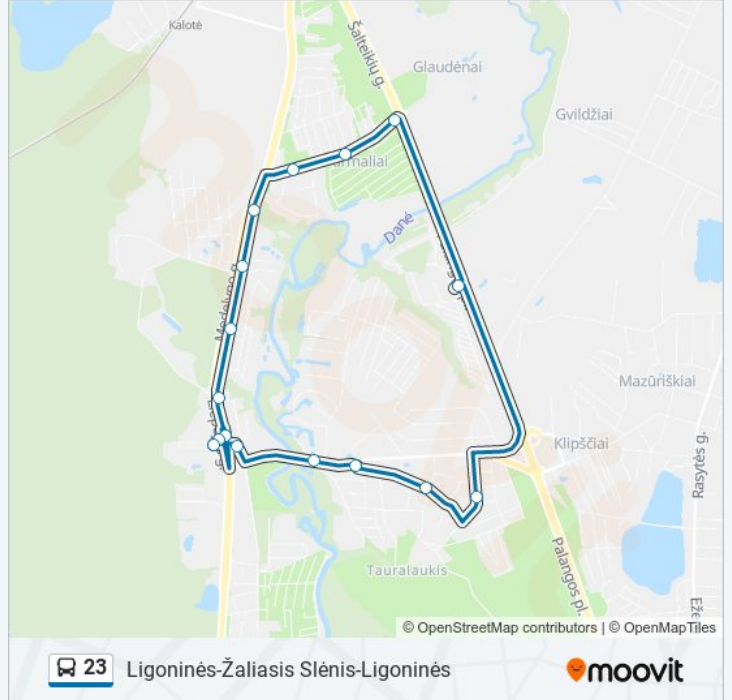 Kalotė
Šalteikių g.
Glaudėnai
Gvildžiai
Danė
Mazūriškiai
Klipščiai
Rasytės g.
Tauralaukis
Palangos pl.
© OpenStreetMap contributors | © OpenMapTiles
23
Ligoninės-Žaliasis Slėnis-Ligoninės
moovit